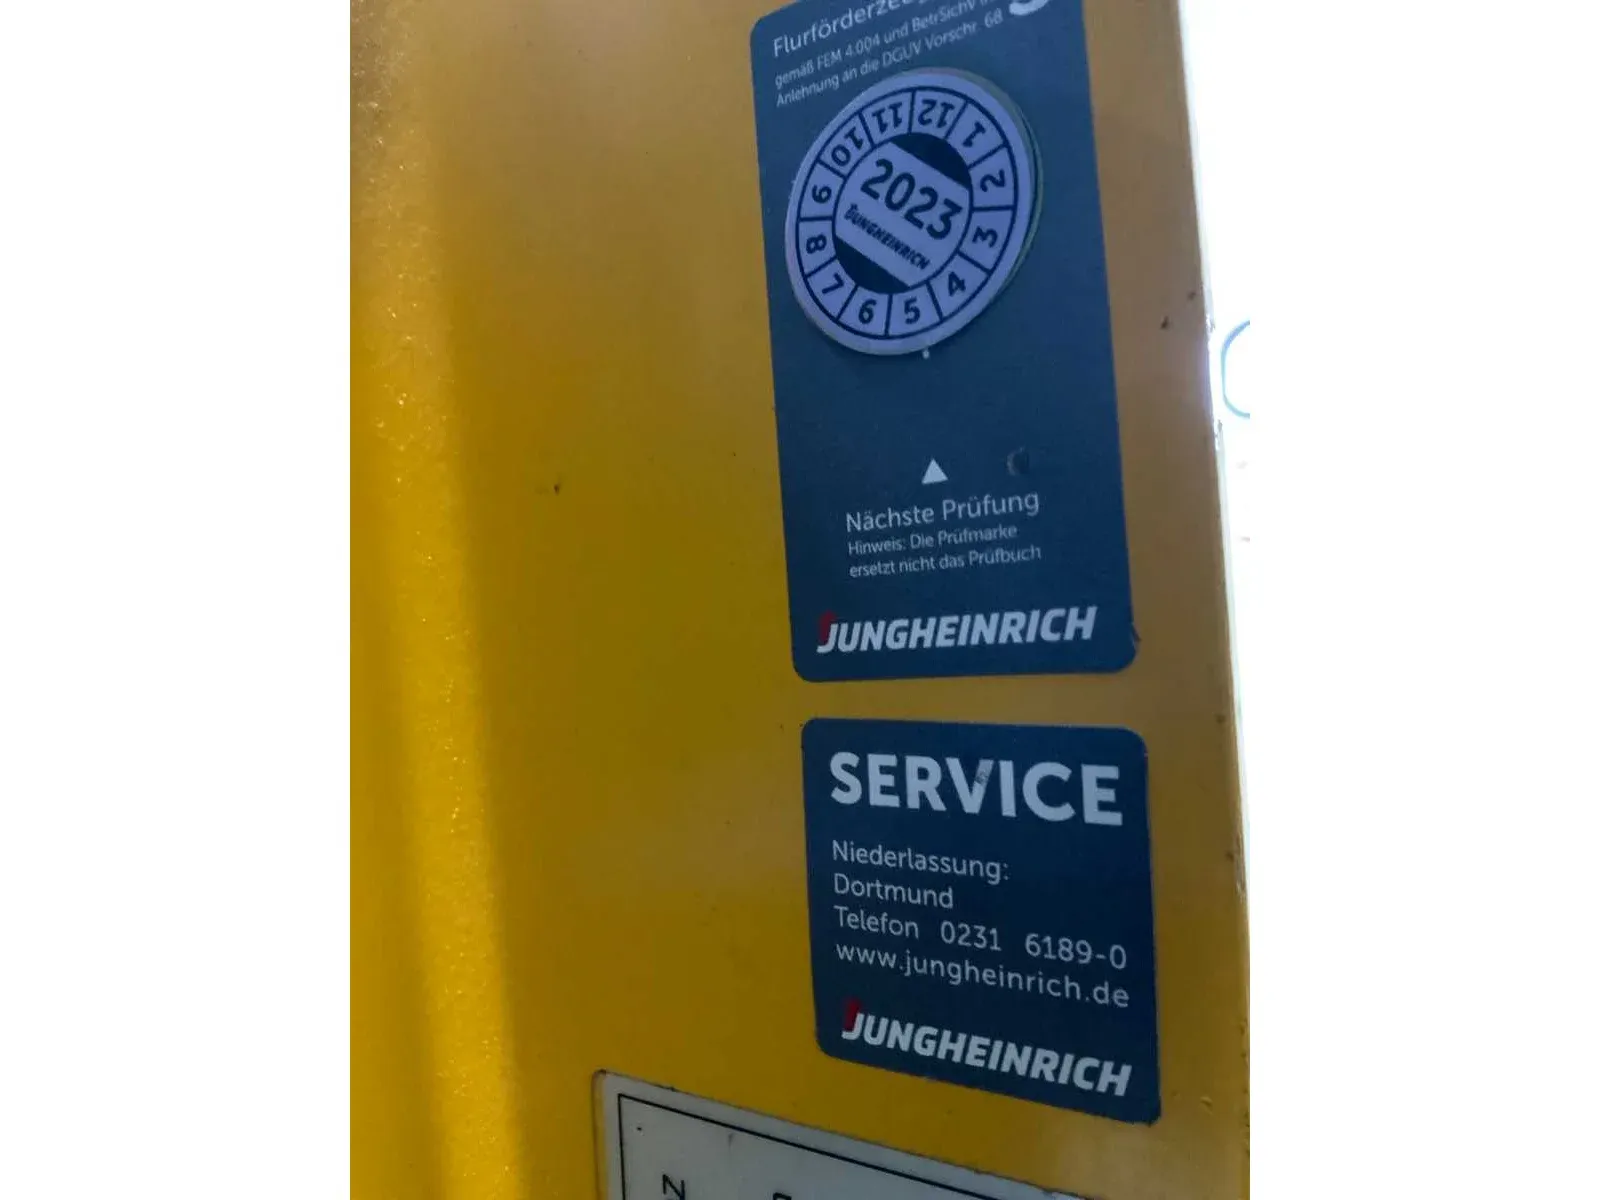 Flurförderze
gemäß FEM 4.004 und BetrSichV
Anlehnung an die DGUV Vorschr. 68
1
2
3
4
5
6
7
8
9
10
11
12
2023
JUNGHEINRICH
Nächste Prüfung
Hinweis: Die Prüfmarke
ersetzt nicht das Prüfbuch
JUNGHEINRICH
SERVICE
Niederlassung:
Dortmund
Telefon 0231 6189-0
www.jungheinrich.de
JUNGHEINRICH